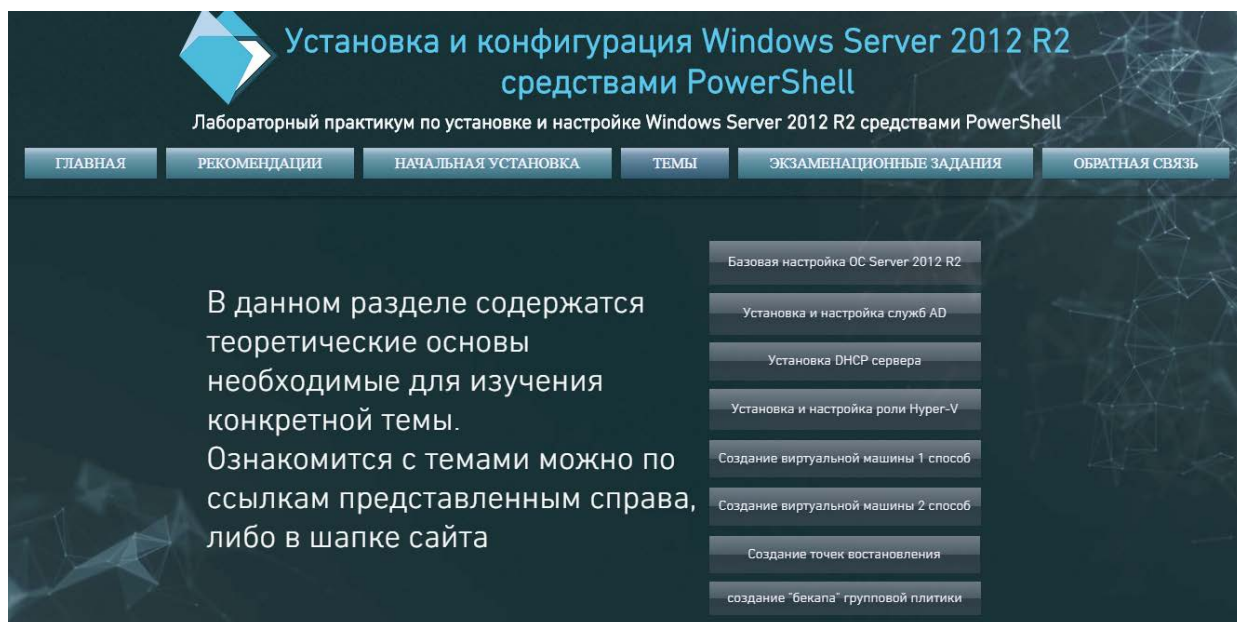 Установка и конфигурация Windows Server 2012 R2
средствами PowerShell
Лабораторный практикум по установке и настройке Windows Server 2012 R2 средствами PowerShell
ГЛАВНАЯ РЕКОМЕНДАЦИИ НАЧАЛЬНАЯ УСТАНОВКА ТЕМЫ ЭКЗАМЕНАЦИОННЫЕ ЗАДАНИЯ ОБРАТНАЯ СВЯЗЬ
В данном разделе содержатся
теоретические основы
необходимые для изучения
конкретной темы.
Ознакомится с темами можно по
ссылкам представленным справа,
либо в шапке сайта
Базовая настройка ОС Server 2012 R2
Установка и настройка служб AD
Установка DHCP сервера
Установка и настройка роли Hyper-V
Создание виртуальной машины 1 способ
Создание виртуальной машины 2 способ
Создание точек востановления
создание "бекапа" групповой плитики